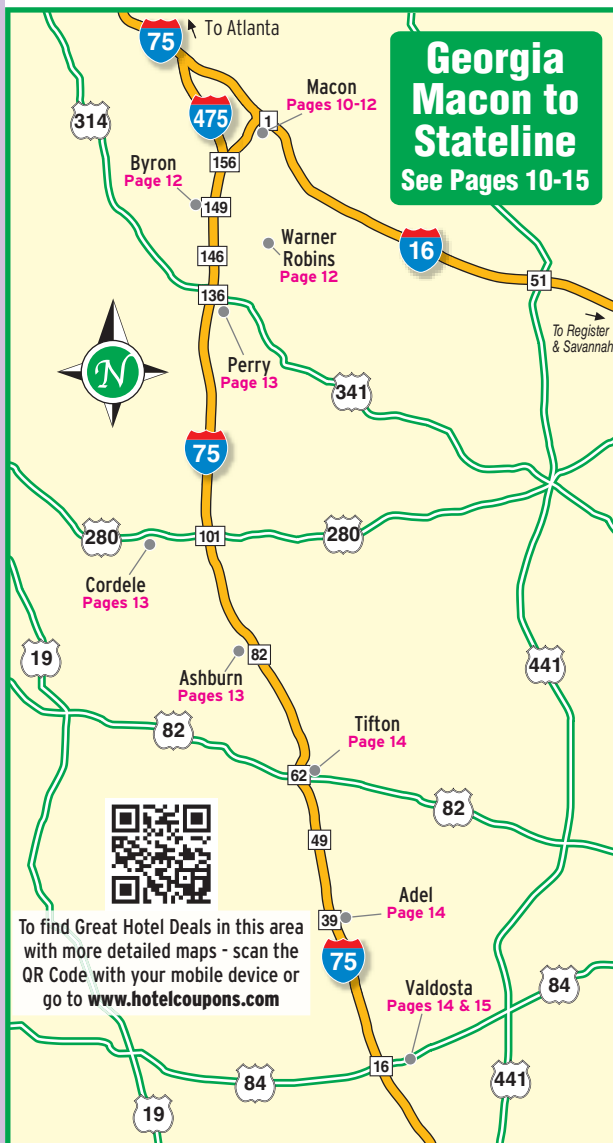 To Atlanta
75
Georgia
Macon to
Stateline
See Pages 10-15
314
475
Macon
Pages 10-12
1
156
Byron
Page 12
149
Warner
Robins
Page 12
146
16
51
136
To Register
& Savannah
Perry
Page 13
N
341
75
280
101
280
Cordele
Pages 13
19
82
Ashburn
Pages 13
441
82
Tifton
Page 14
62
82
49
To find Great Hotel Deals in this area
with more detailed maps - scan the
QR Code with your mobile device or
go to www.hotelcoupons.com
39
Adel
Page 14
75
Valdosta
Pages 14 & 15
84
16
84
441
19